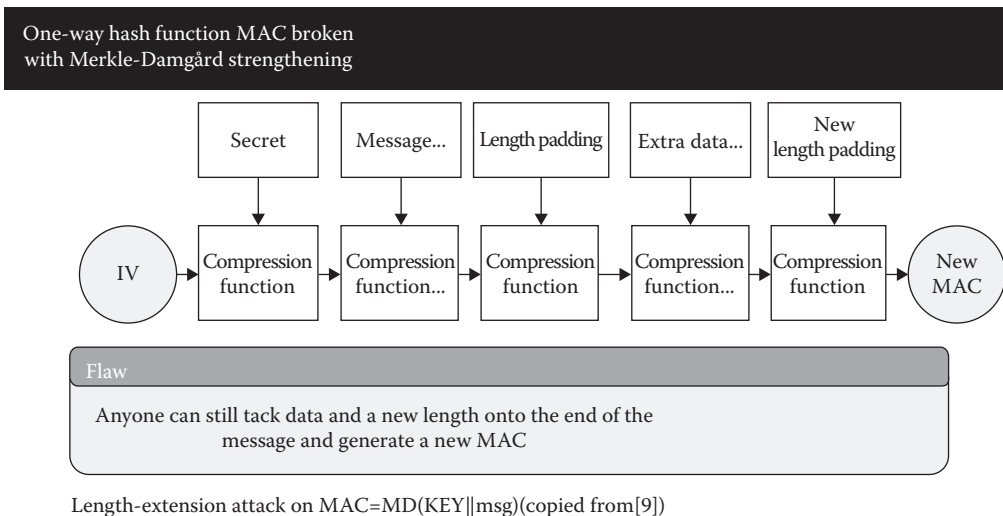 One-way hash function MAC broken
with Merkle-Damgård strengthening
Secret
Message...
Length padding
Extra data...
New
length padding
IV
Compression
function
Compression
function...
Compression
function
Compression
function...
Compression
function
New
MAC
Flaw
Anyone can still tack data and a new length onto the end of the
message and generate a new MAC
Length-extension attack on MAC=MD(KEY||msg)(copied from[9])